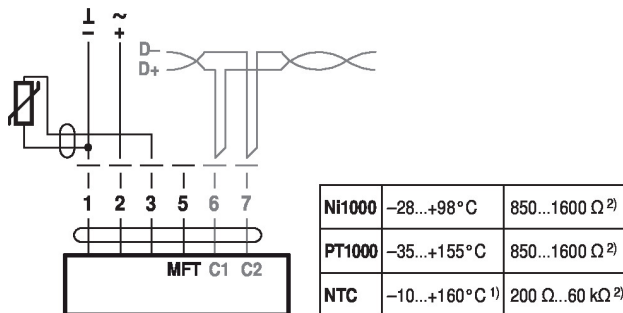 ⊥ ~
– +
D–
D+
1 2 3 5 6 7
MFT C1 C2
Ni1000 –28...+98°C 850...1600 Ω 2)
PT1000 –35...+155°C 850...1600 Ω 2)
NTC –10...+160°C 1) 200 Ω...60 kΩ 2)